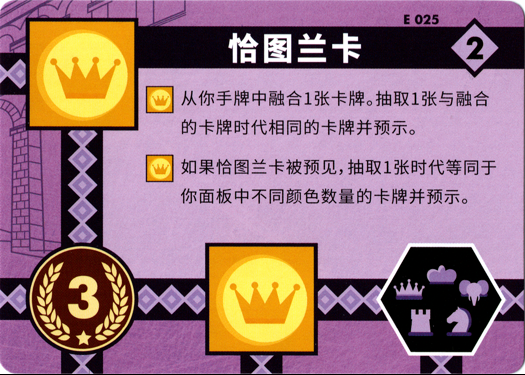 E 025
恰图兰卡
2
从你手牌中融合1张卡牌。抽取1张与融合
的卡牌时代相同的卡牌并预示。
如果恰图兰卡被预见，抽取1张时代等同于
你面板中不同颜色数量的卡牌并预示。
3